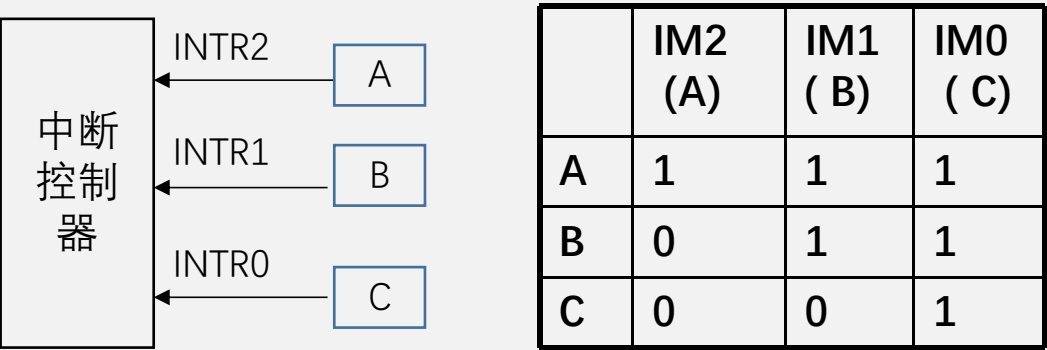 中断
控制
器
INTR2
A
INTR1
B
INTR0
C
IM2 IM1 IM0
(A) ( B) ( C)
A 1 1 1
B 0 1 1
C 0 0 1